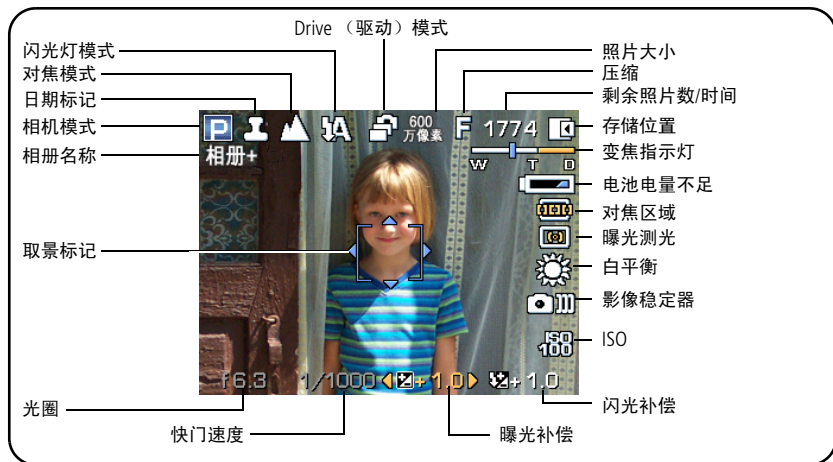 Drive （驱动）模式
闪光灯模式
对焦模式
日期标记
相机模式
相册名称
取景标记
光圈
快门速度
照片大小
压缩
剩余照片数/时间
存储位置
变焦指示灯
电池电量不足
对焦区域
曝光测光
白平衡
影像稳定器
ISO
闪光补偿
曝光补偿
P A 600 F 1774
万像素
相册+
W T D
ISO
100
f6.3 1/1000 + 1.0 + 1.0